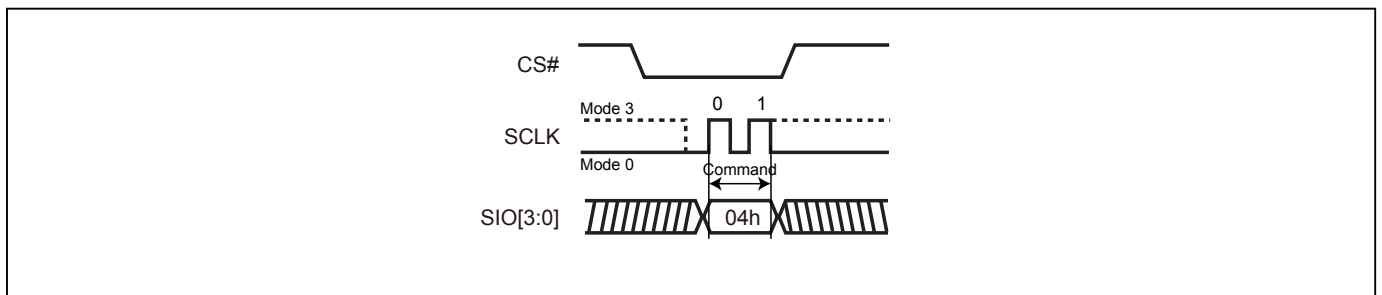 CS#
Mode 3
0 1
SCLK
Mode 0
Command
SIO[3:0]
04h